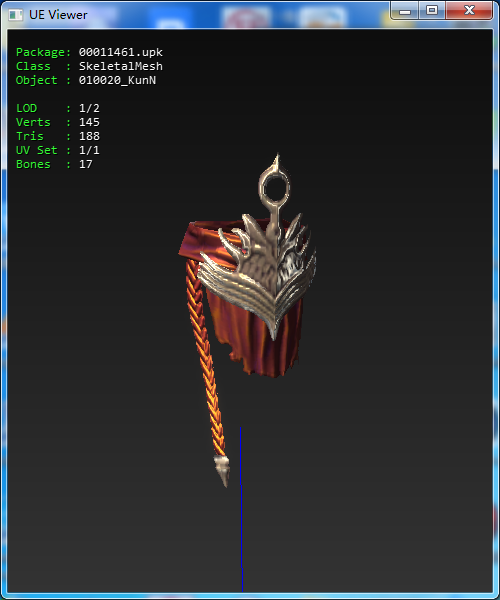 UE Viewer
Package: 00011461.upk
Class : SkeletalMesh
Object : 010020_KunN
LOD : 1/2
Verts : 145
Tris : 188
UV Set : 1/1
Bones : 17